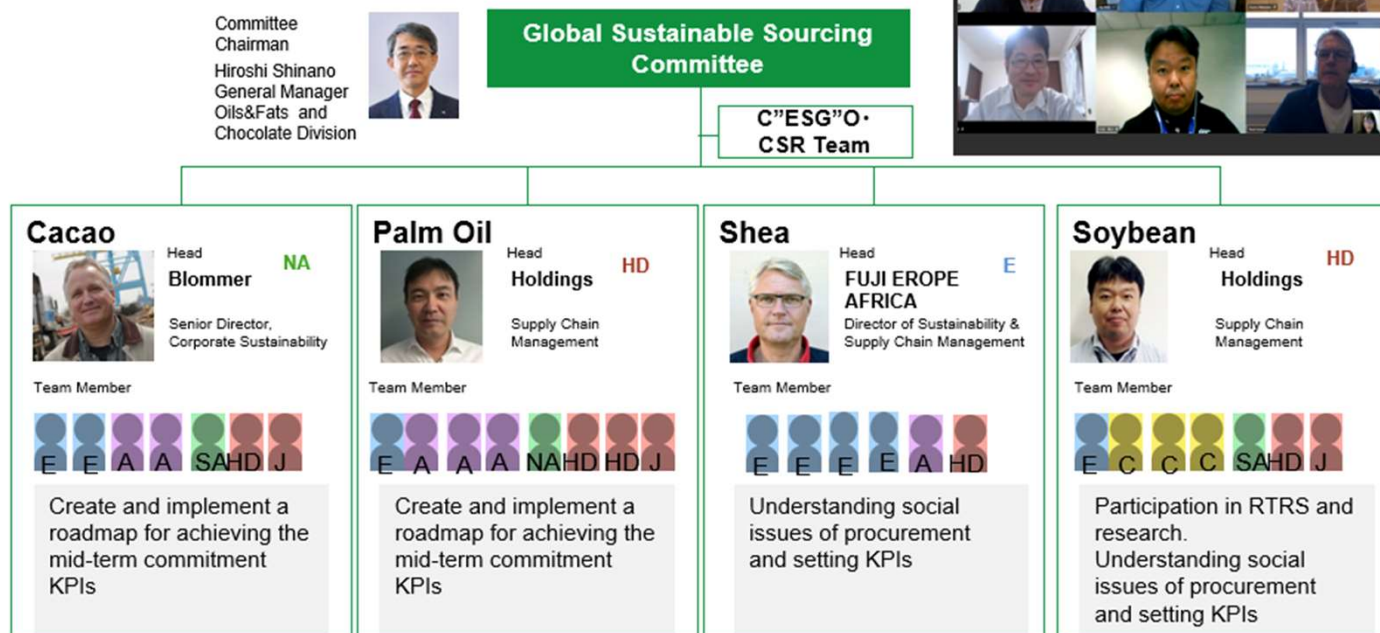 Committee
Chairman
Hiroshi Shinano
General Manager
Oils&Fats and
Chocolate Division
Global Sustainable Sourcing
Committee
C”ESG”O・
CSR Team
Cacao
Head
NA
Blommer
Senior Director,
Corporate Sustainability
Team Member
E E A A SA HD J
Create and implement a
roadmap for achieving the
mid-term commitment
KPIs
Palm Oil
Head
HD
Holdings
Supply Chain
Management
Team Member
E A A A NA HD HD J
Create and implement a
roadmap for achieving the
mid-term commitment
KPIs
Shea
Head
E
FUJI EROPE
AFRICA
Director of Sustainability &
Supply Chain Management
Team Member
E E E E A HD
Understanding social
issues of procurement
and setting KPIs
Soybean
Head
HD
Holdings
Supply Chain
Management
Team Member
E C C C SA HD J
Participation in RTRS and
research.
Understanding social
issues of procurement
and setting KPIs